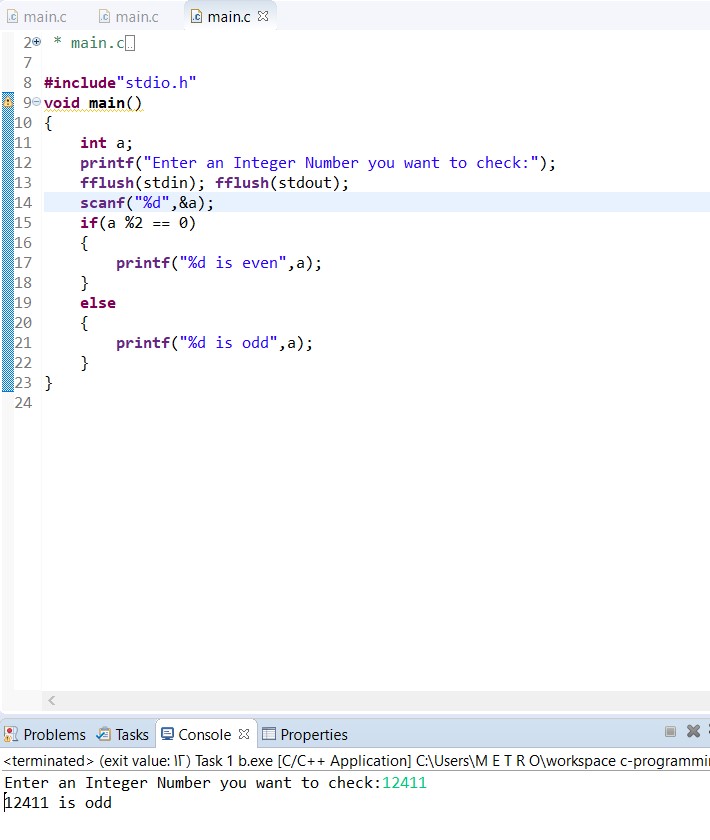 main.c main.c main.c
2 * main.c
7
8 #include"stdio.h"
9 void main()
10 {
11 int a;
12 printf("Enter an Integer Number you want to check:");
13 fflush(stdin); fflush(stdout);
14 scanf("%d",&a);
15 if(a %2 == 0)
16 {
17 printf("%d is even",a);
18 }
19 else
20 {
21 printf("%d is odd",a);
22 }
23 }
24
Problems Tasks Console Properties
<terminated> (exit value: ) Task 1 b.exe [C/C++ Application] C:\Users\M E T R O\workspace c-programmi
Enter an Integer Number you want to check:12411
12411 is odd